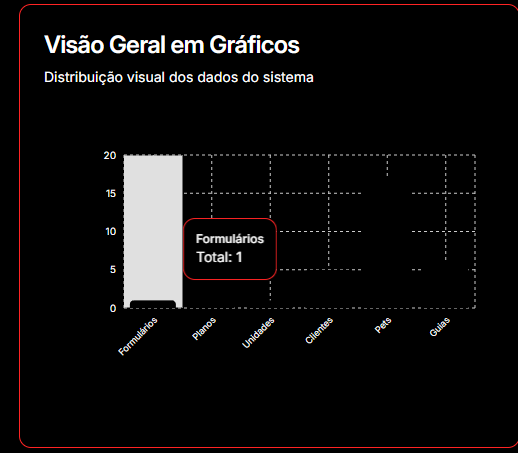 Visão Geral em Gráficos
Distribuição visual dos dados do sistema
20
15
10
5
0
Formulários
Total: 1
Formulários
Planos
Unidades
Clientes
Pets
Guias